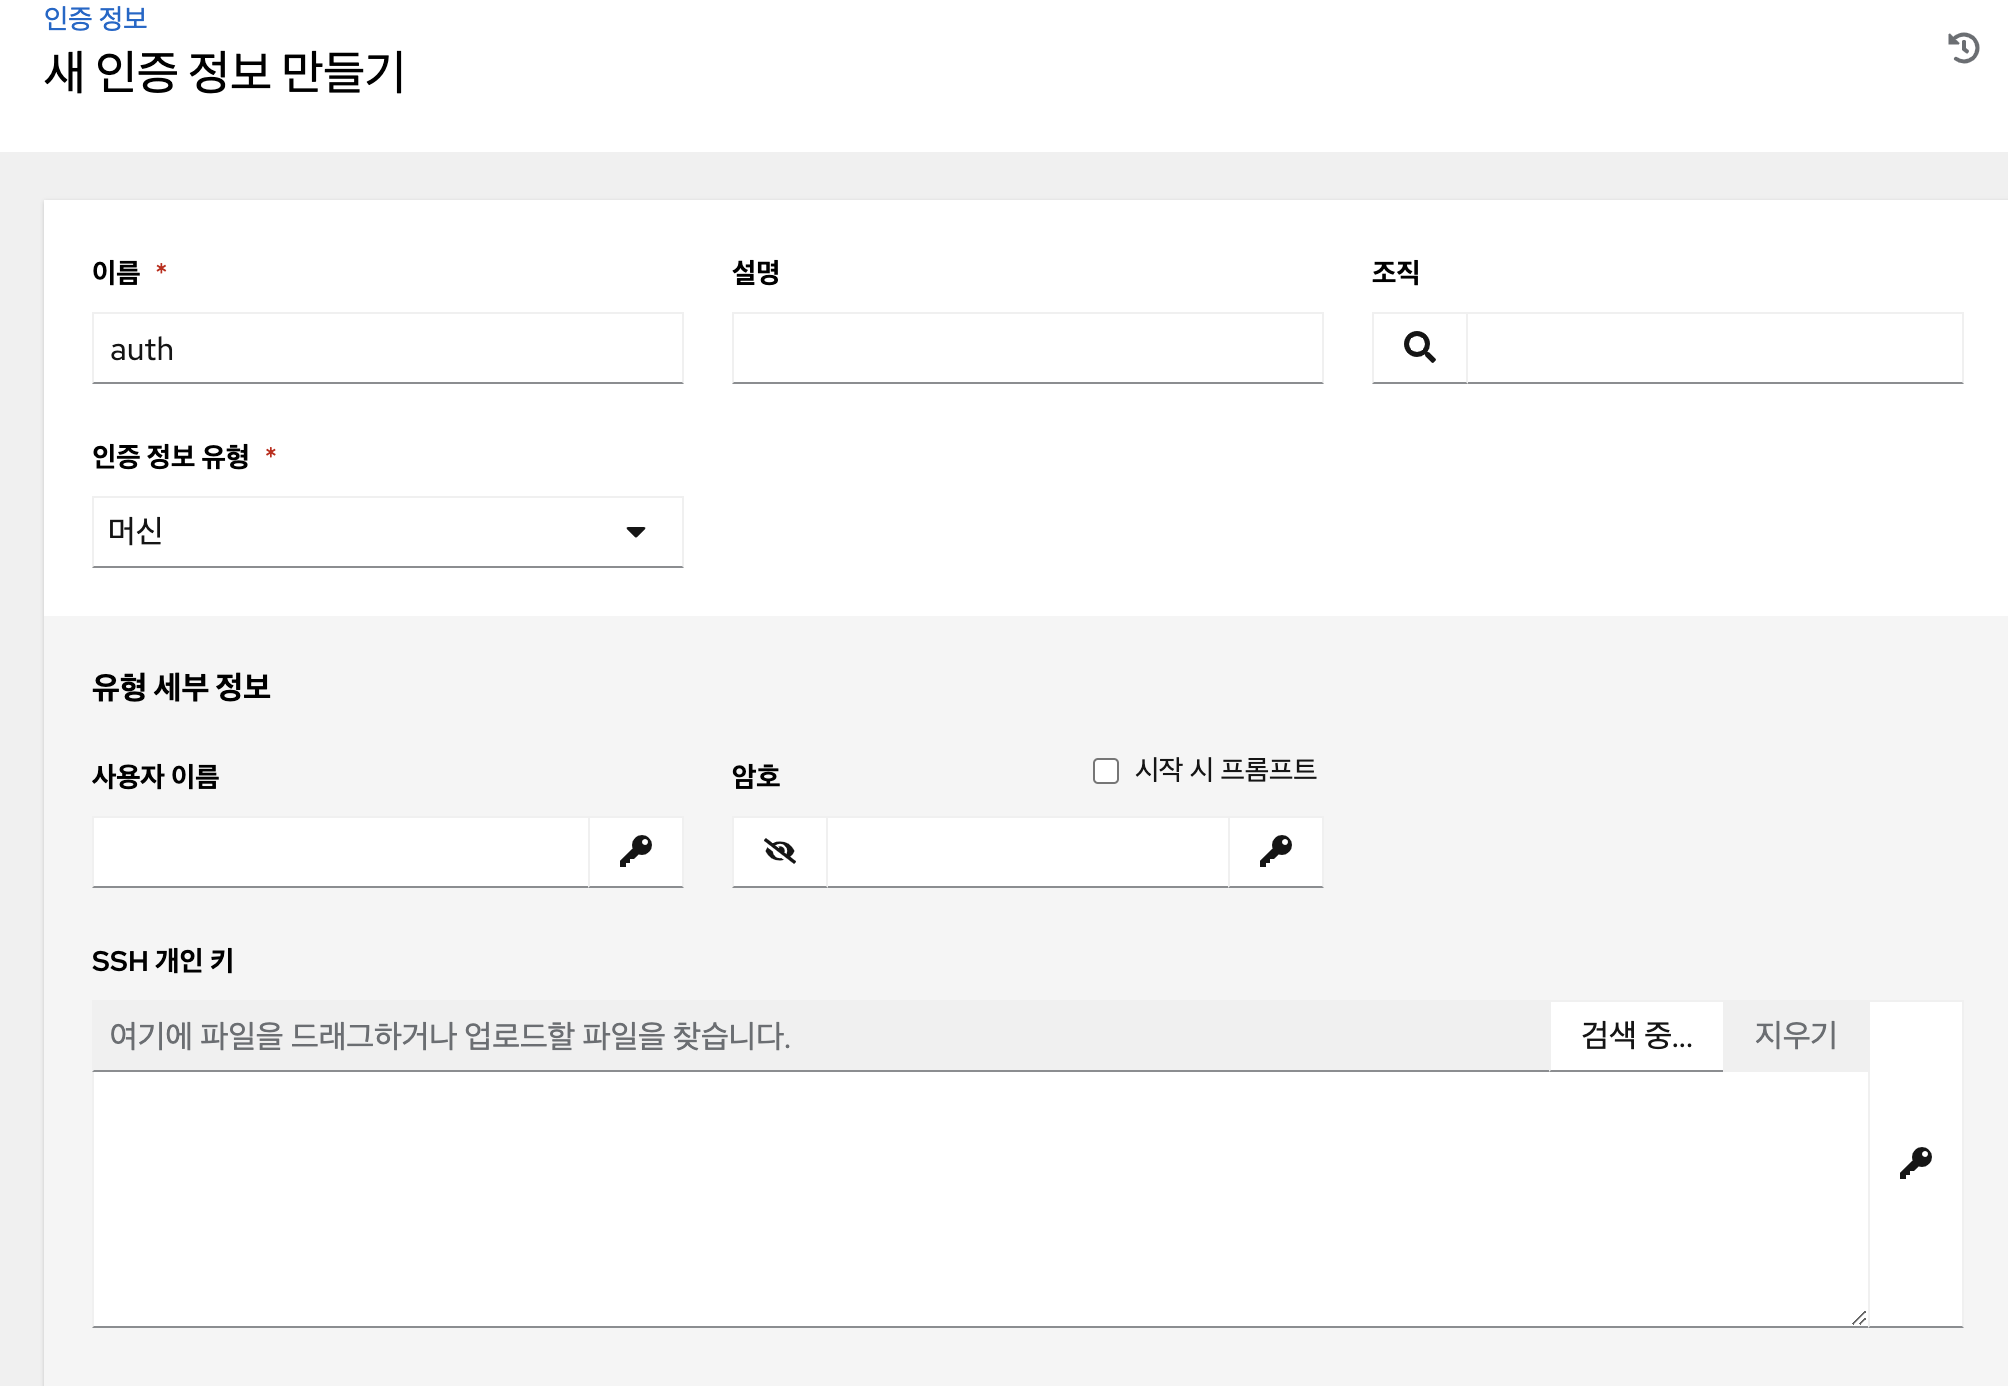 인증 정보
새 인증 정보 만들기
이름 *
설명
조직
auth
인증 정보 유형 *
머신
유형 세부 정보
사용자 이름
암호
시작 시 프롬프트
SSH 개인 키
여기에 파일을 드래그하거나 업로드할 파일을 찾습니다.
검색 중...
지우기